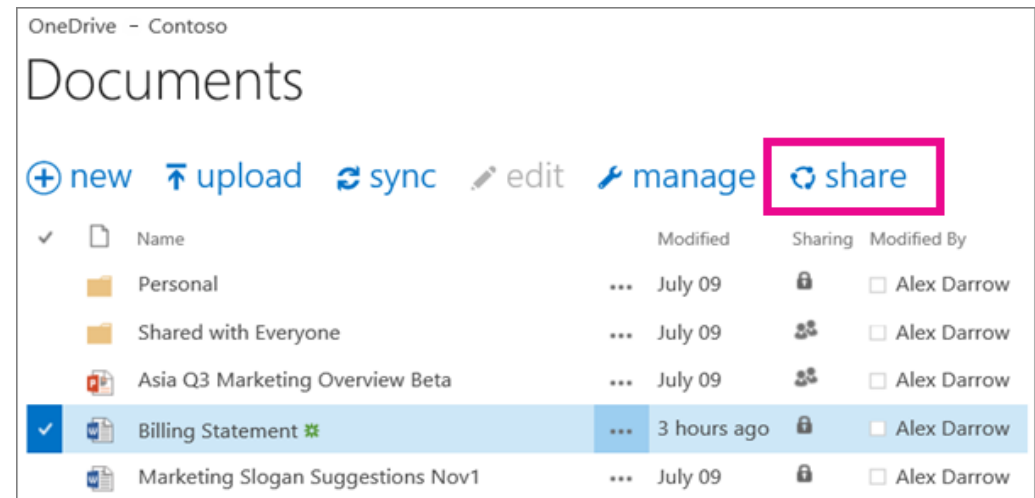 OneDrive - Contoso
Documents
new upload sync edit manage share
Name Modified Sharing Modified By
Personal ... July 09 Alex Darrow
Shared with Everyone ... July 09 Alex Darrow
Asia Q3 Marketing Overview Beta ... July 09 Alex Darrow
Billing Statement ... 3 hours ago Alex Darrow
Marketing Slogan Suggestions Nov1 ... July 09 Alex Darrow